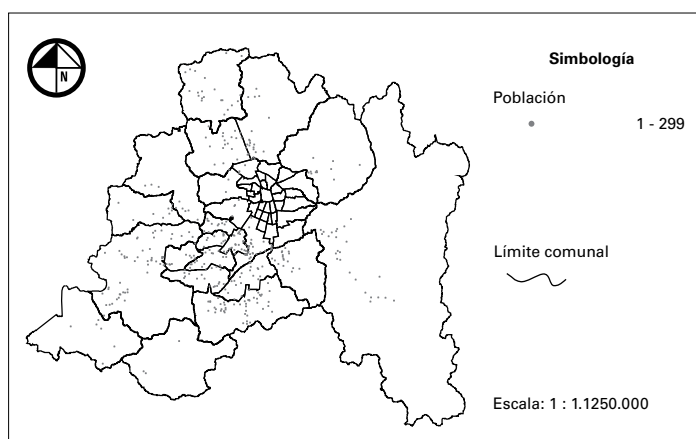 N
Simbología
Población
1 - 299
Límite comunal
Escala: 1 : 1.1250.000